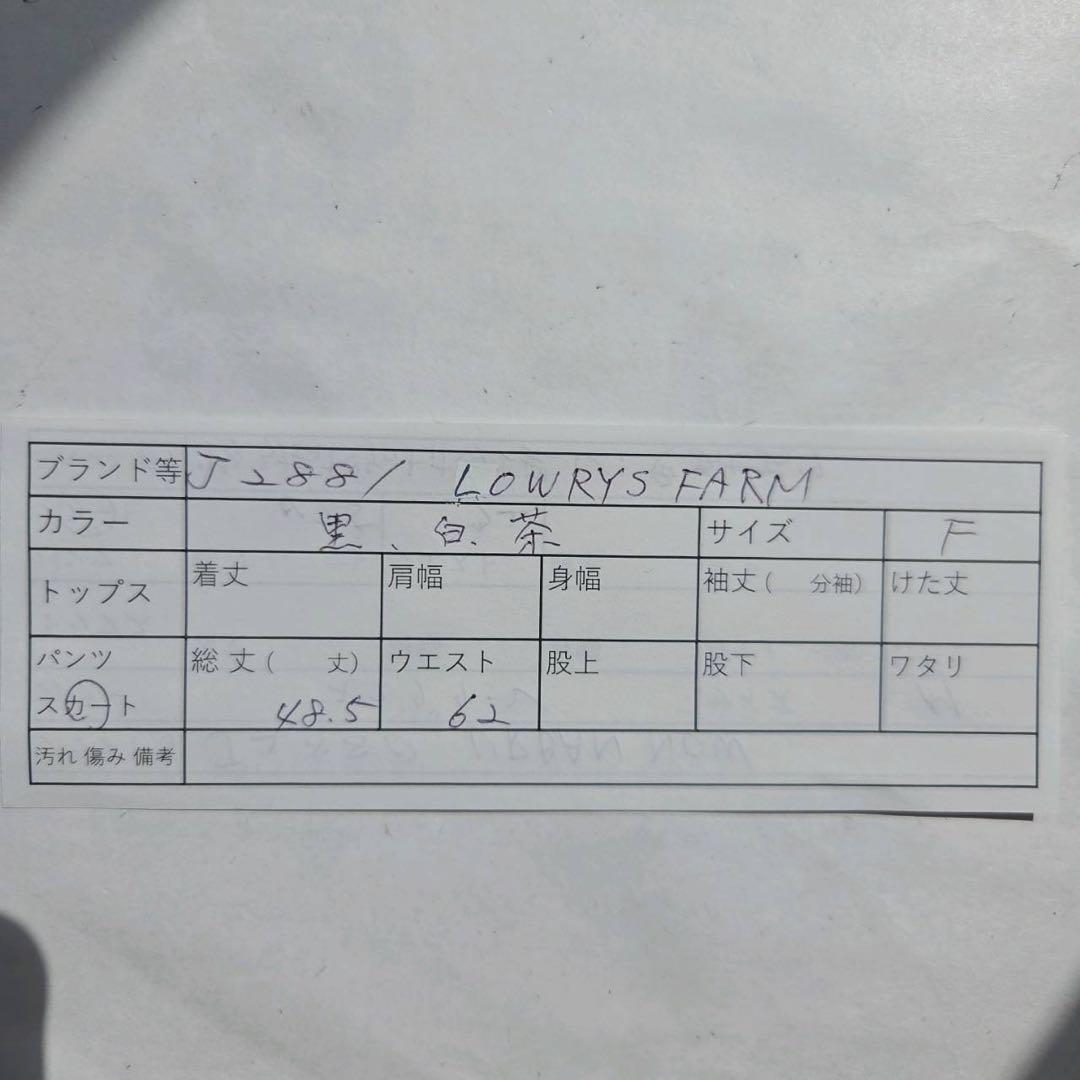 ブランド等 J2881 LOWRYS FARM
カラー 黒、白、茶 サイズ F
トップス 着丈 肩幅 身幅 袖丈( 分袖) けた丈
パンツ 総丈( 丈) ウエスト 股上 股下 ワタリ
スカート 48.5 62
汚れ 傷み 備考